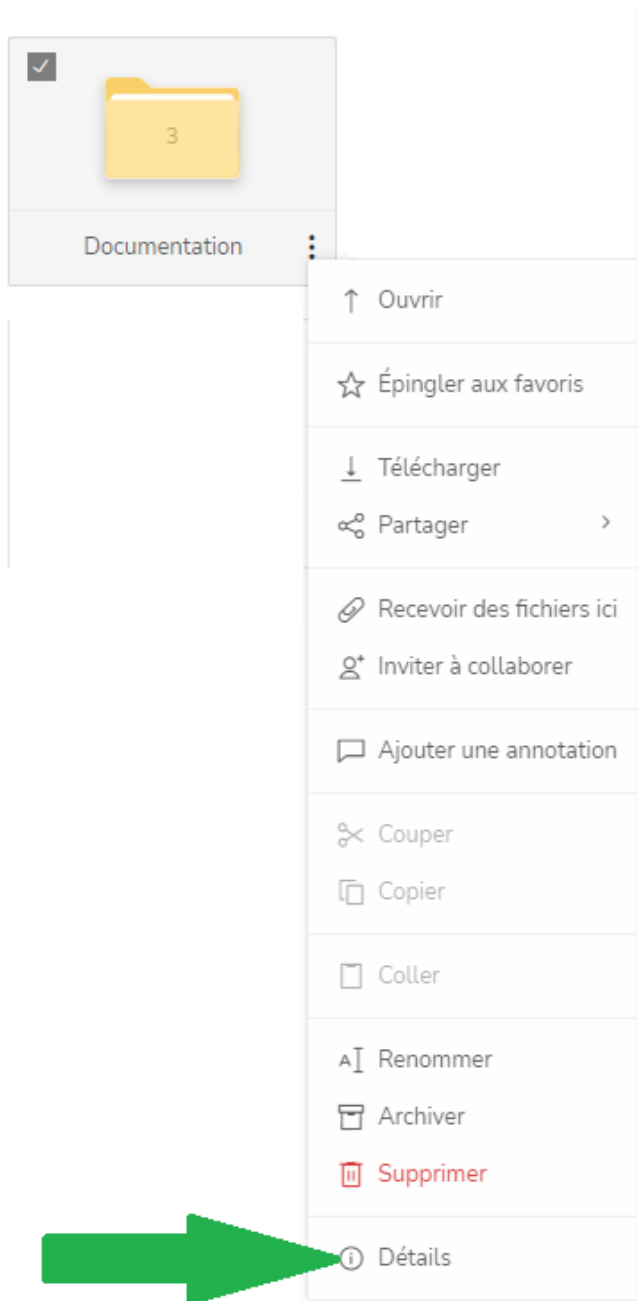 3
Documentation
Ouvrir
Épingler aux favoris
Télécharger
Partager
Recevoir des fichiers ici
Inviter à collaborer
Ajouter une annotation
Couper
Copier
Coller
Renommer
Archiver
Supprimer
Détails